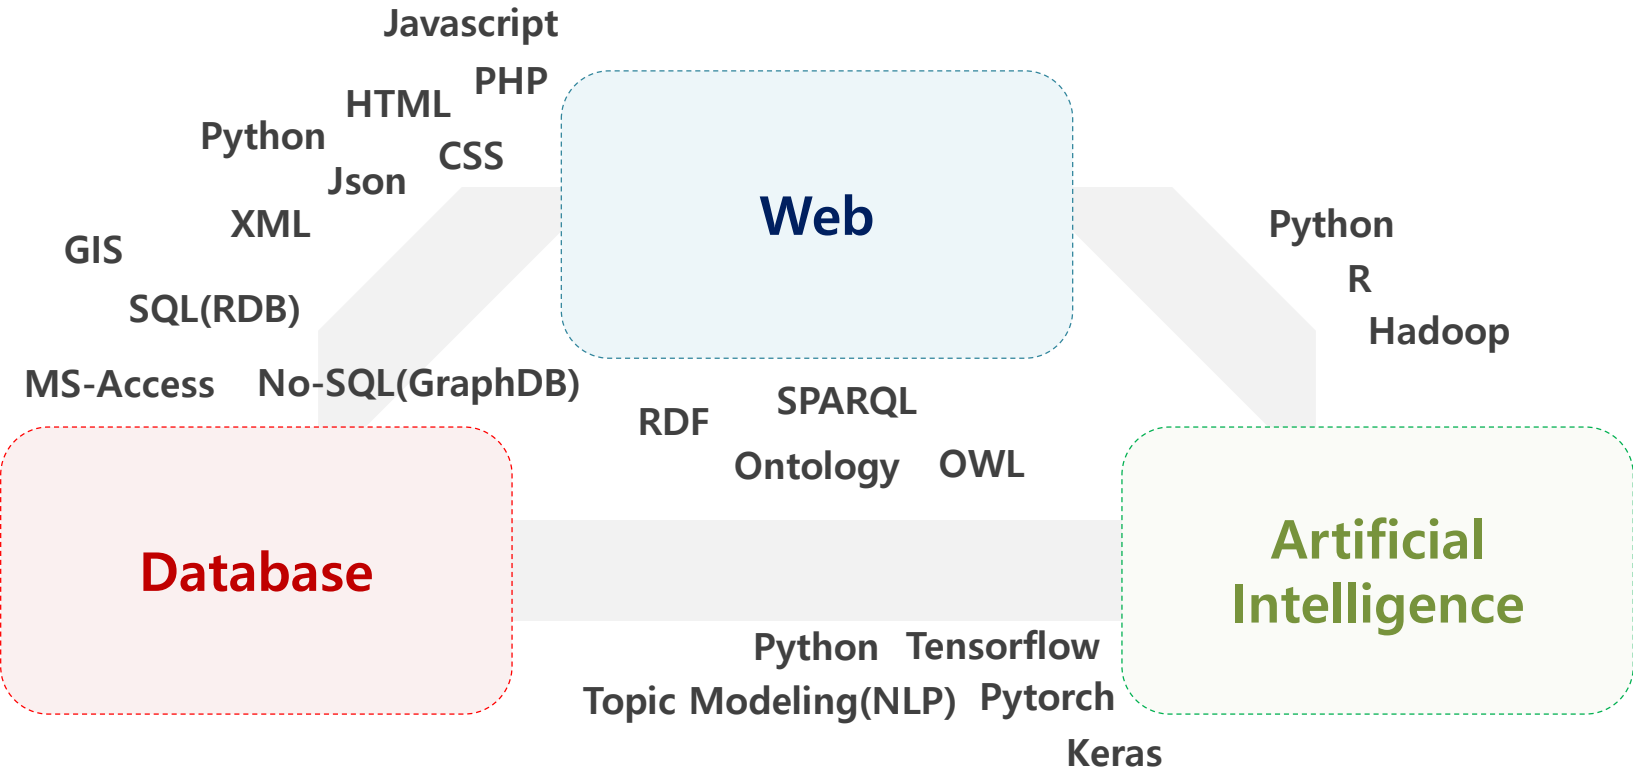 Javascript
PHP
HTML
Python
CSS
Json
XML
GIS
SQL(RDB)
MS-Access
No-SQL(GraphDB)
Web
Python
R
Hadoop
SPARQL
RDF
Ontology
OWL
Database
Artificial
Intelligence
Python
Tensorflow
Topic Modeling(NLP)
Pytorch
Keras